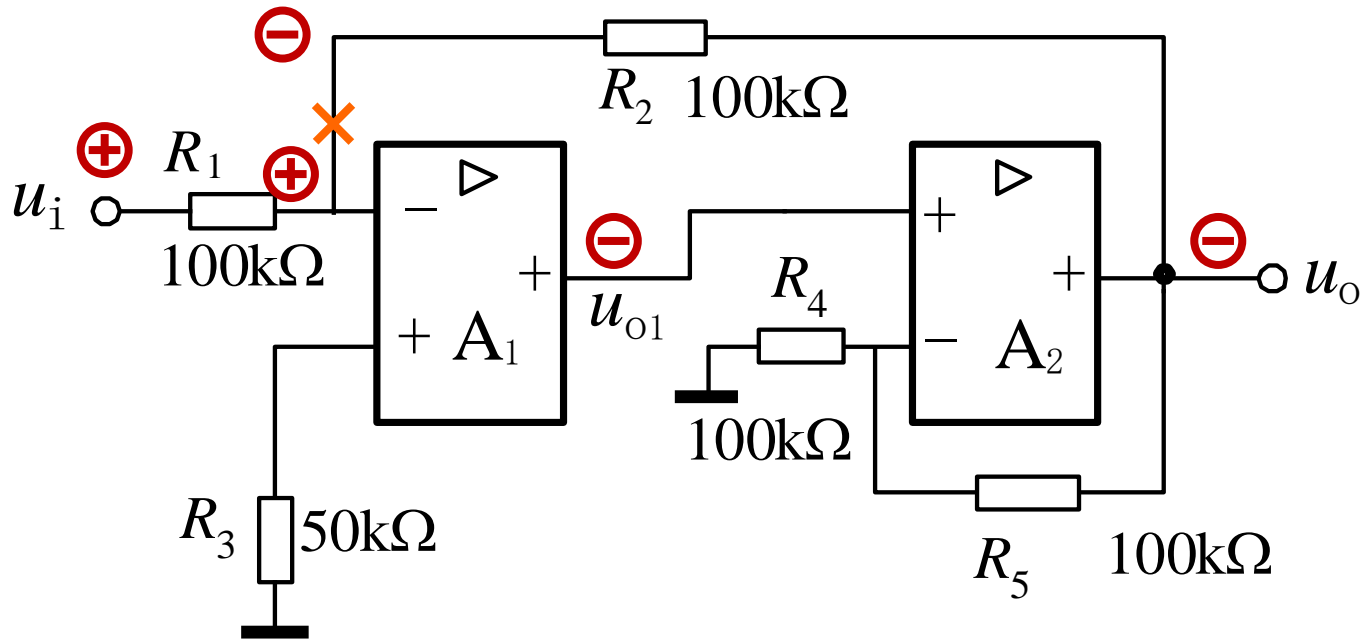 R2 100kΩ
R1
ui
100kΩ
− + + A1
uo1
R4
100kΩ
+ + − A2
uo
R3 50kΩ
R5 100kΩ